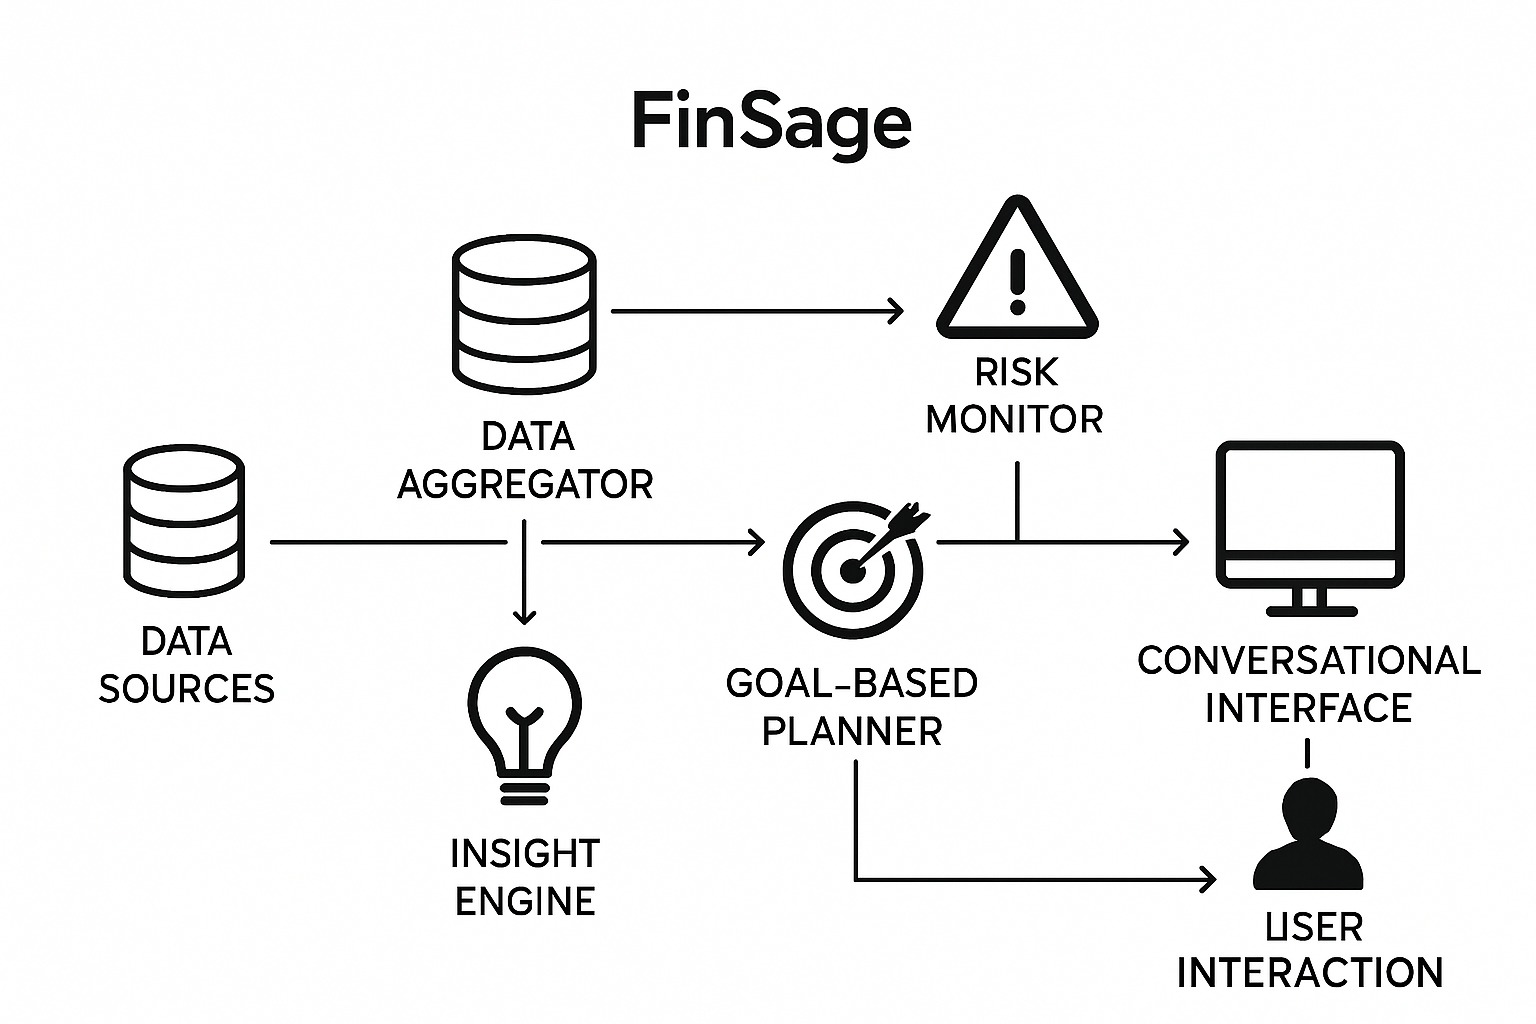 FinSage
RISK
MONITOR
DATA
AGGREGATOR
DATA
SOURCES
GOAL-BASED
PLANNER
CONVERSATIONAL
INTERFACE
INSIGHT
ENGINE
USER
INTERACTION